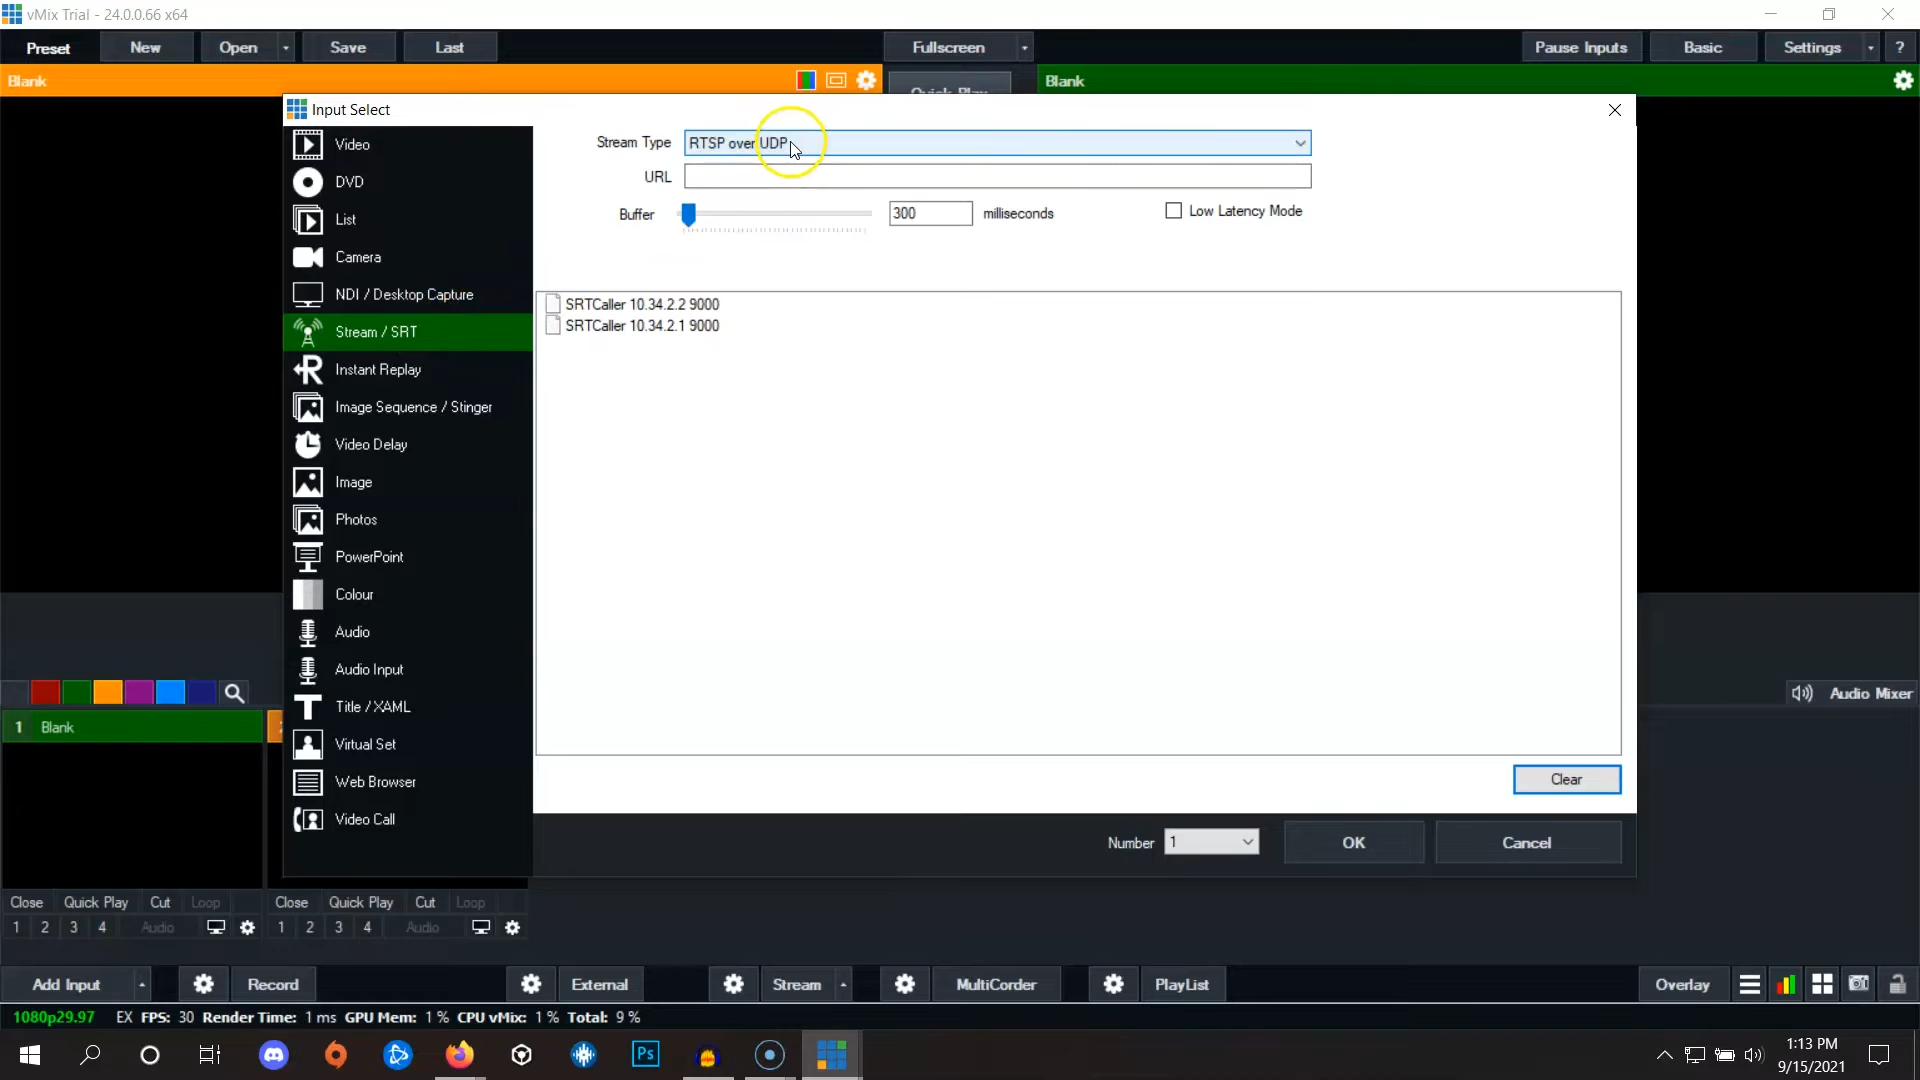 vMix Trial - 24.0.0.66 x64
Preset New Open Save Last Fullscreen Pause Inputs Basic Settings ?
Blank Quick Play Blank
Input Select
Video
DVD
List
Camera
NDI / Desktop Capture
Stream / SRT
Instant Replay
Image Sequence / Stinger
Video Delay
Image
Photos
PowerPoint
Colour
Audio
Audio Input
Title / XAML
Virtual Set
Web Browser
Video Call
Stream Type RTSP over UDP
URL
Buffer 300 milliseconds Low Latency Mode
SRTCaller 10.34.2.2 9000
SRTCaller 10.34.2.1 9000
Clear
Number 1 OK Cancel
Audio Mixer
1 Blank
Close Quick Play Cut Loop Close Quick Play Cut Loop
1 2 3 4 Audio 1 2 3 4 Audio
Add Input Record External Stream MultiCorder PlayList Overlay
1080p29.97 EX FPS: 30 Render Time: 1 ms GPU Mem: 1 % CPU vMix: 1 % Total: 9 %
Ps
1:13 PM
9/15/2021